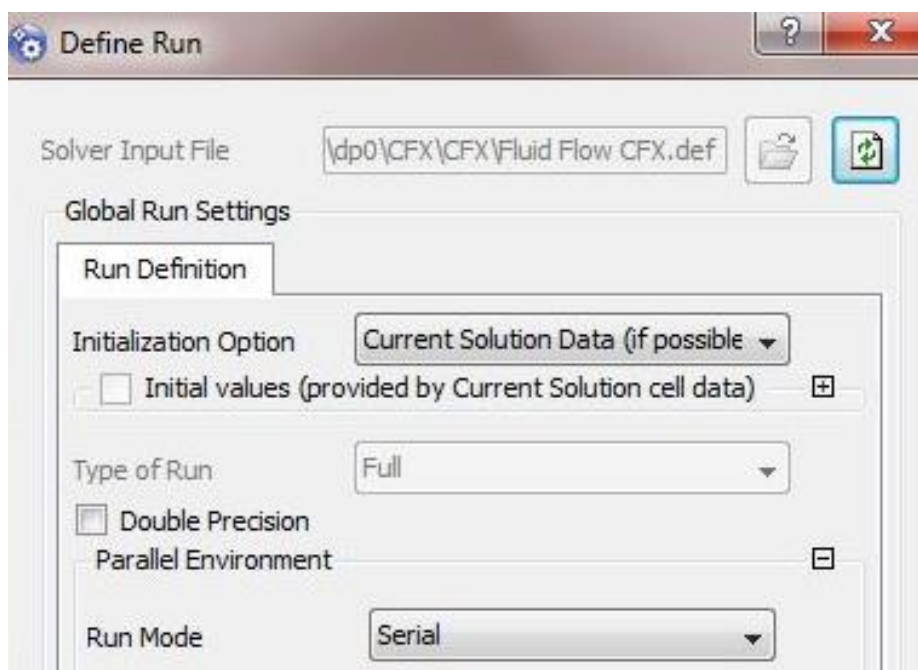 Define Run
Solver Input File \dp0\CFX\CFX\Fluid Flow CFX.def
Global Run Settings
Run Definition
Initialization Option Current Solution Data (if possible
Initial values (provided by Current Solution cell data)
Type of Run Full
Double Precision
Parallel Environment
Run Mode Serial